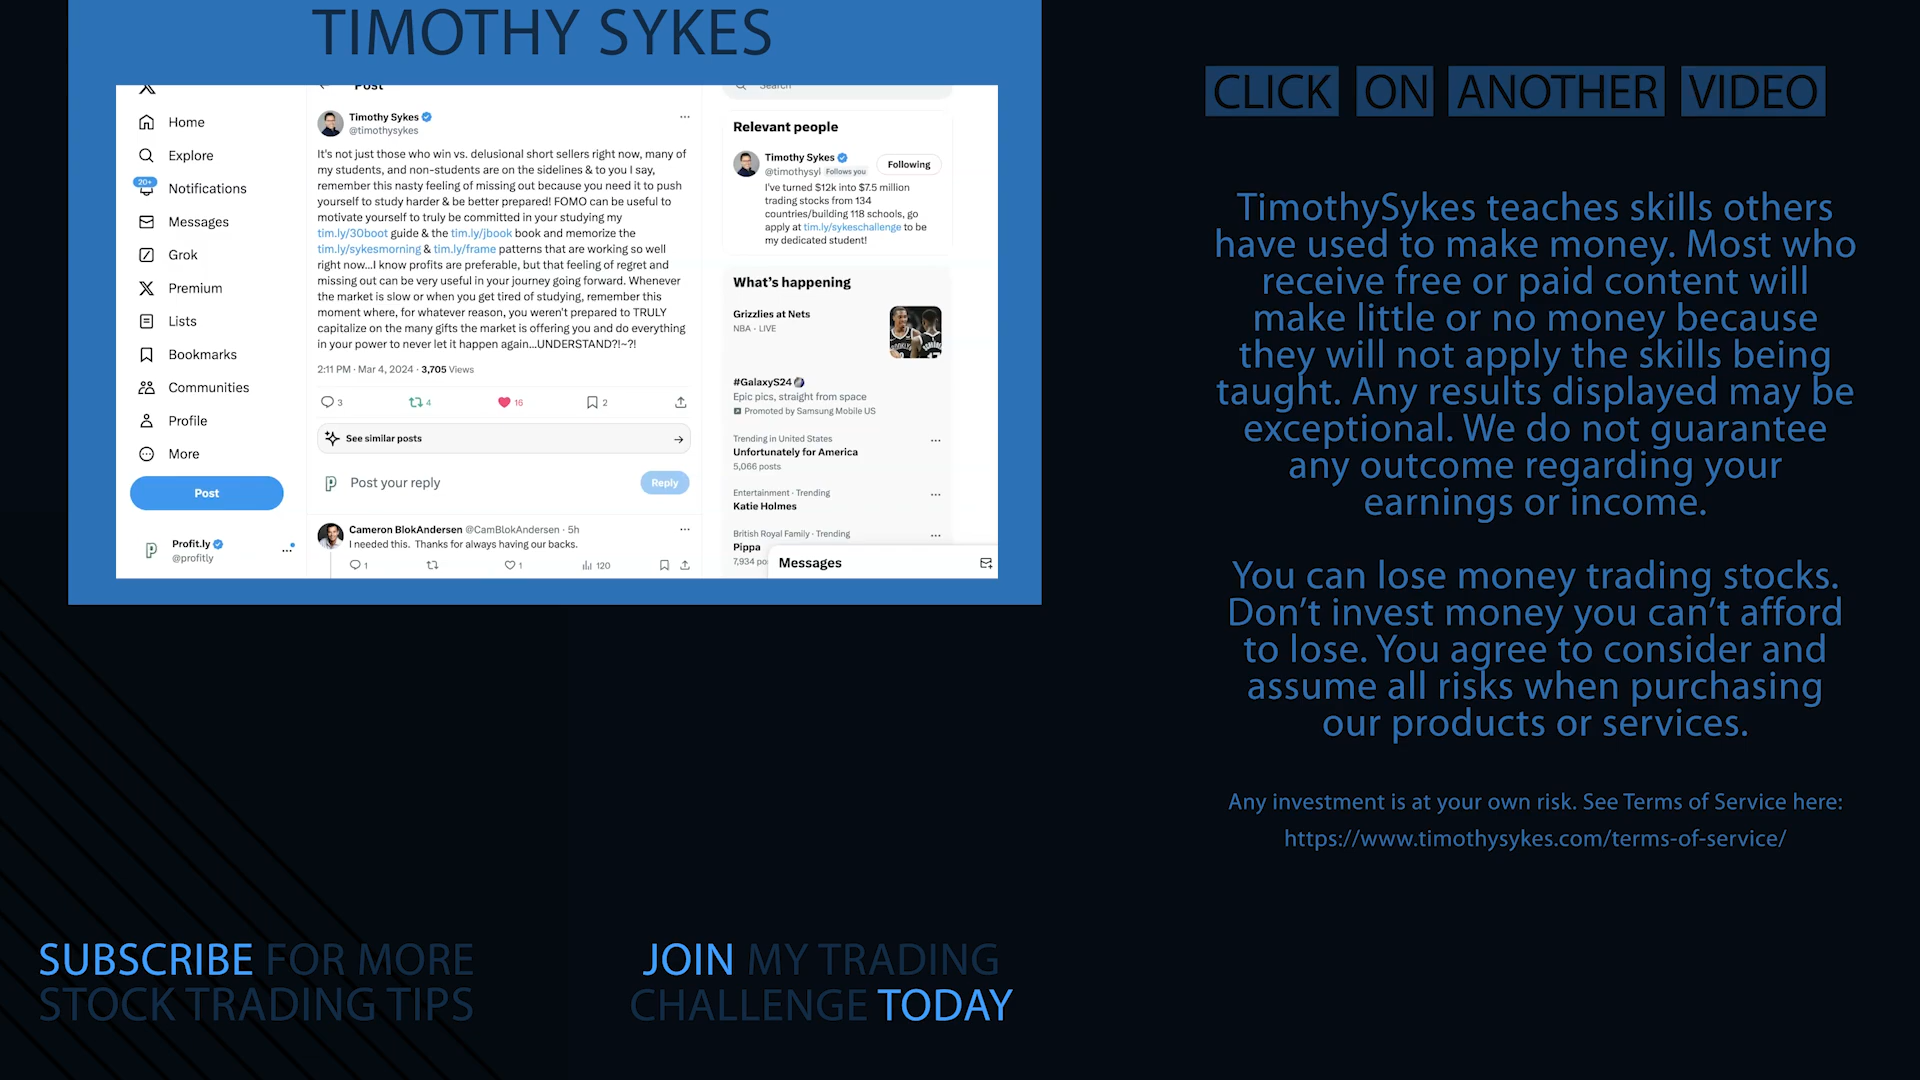 TIMOTHY SYKES
Post
Search
Home
Explore
20+
Notifications
Messages
Grok
Premium
Lists
Bookmarks
Communities
Profile
More
Post
Profit.ly
@profitly
Timothy Sykes
@timothysykes
It's not just those who win vs. delusional short sellers right now, many of
my students, and non-students are on the sidelines & to you I say,
remember this nasty feeling of missing out because you need it to push
yourself to study harder & be better prepared! FOMO can be useful to
motivate yourself to truly be committed in your studying my
tim.ly/30boot guide & the tim.ly/jbook book and memorize the
tim.ly/sykesmorning & tim.ly/frame patterns that are working so well
right now...I know profits are preferable, but that feeling of regret and
missing out can be very useful in your journey going forward. Whenever
the market is slow or when you get tired of studying, remember this
moment where, for whatever reason, you weren't prepared to TRULY
capitalize on the many gifts the market is offering you and do everything
in your power to never let it happen again...UNDERSTAND?!~?!
2:11 PM · Mar 4, 2024 · 3,705 Views
3 4 16 2
See similar posts
Post your reply
Reply
Cameron BlokAndersen @CamBlokAndersen · 5h
I needed this. Thanks for always having our backs.
1 1 120
Relevant people
Timothy Sykes
@timothysyl Follows you
Following
I've turned $12k into $7.5 million
trading stocks from 134
countries/building 118 schools, go
apply at tim.ly/sykeschallenge to be
my dedicated student!
What's happening
Grizzlies at Nets
NBA · LIVE
#GalaxyS24
Epic pics, straight from space
Promoted by Samsung Mobile US
Trending in United States
Unfortunately for America
5,066 posts
Entertainment · Trending
Katie Holmes
British Royal Family · Trending
Pippa
7,934 po
Messages
CLICK ON ANOTHER VIDEO
TimothySykes teaches skills others
have used to make money. Most who
receive free or paid content will
make little or no money because
they will not apply the skills being
taught. Any results displayed may be
exceptional. We do not guarantee
any outcome regarding your
earnings or income.
You can lose money trading stocks.
Don't invest money you can't afford
to lose. You agree to consider and
assume all risks when purchasing
our products or services.
Any investment is at your own risk. See Terms of Service here:
https://www.timothysykes.com/terms-of-service/
SUBSCRIBE FOR MORE
STOCK TRADING TIPS
JOIN MY TRADING
CHALLENGE TODAY